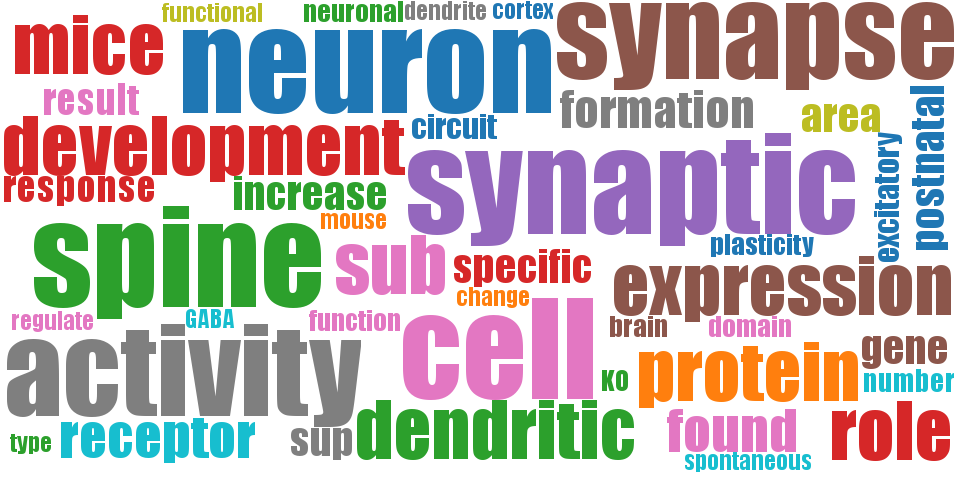 functional
neuronal
dendrite
cortex
mice
neuron
synapse
result
formation
area
postnatal
development
circuit
synaptic
excitatory
response
increase
mouse
spine
sub
specific
plasticity
expression
change
regulate
GABA
function
cell
brain
domain
activity
protein
gene
KO
number
dendritic
role
type
receptor
sup
found
spontaneous